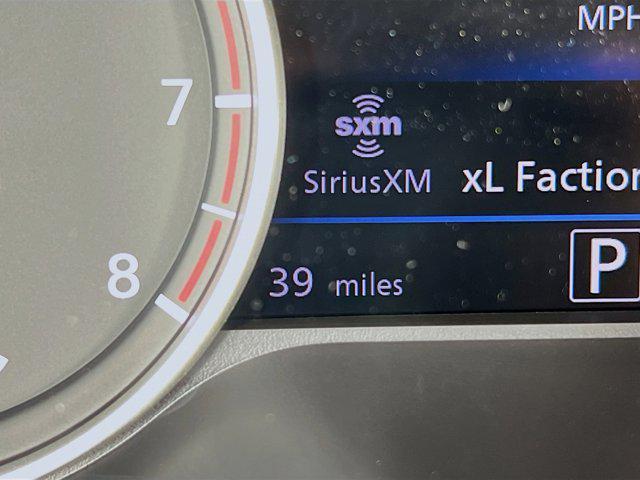 MPH
7
sxm
SiriusXM xL Faction
8
39 miles
P